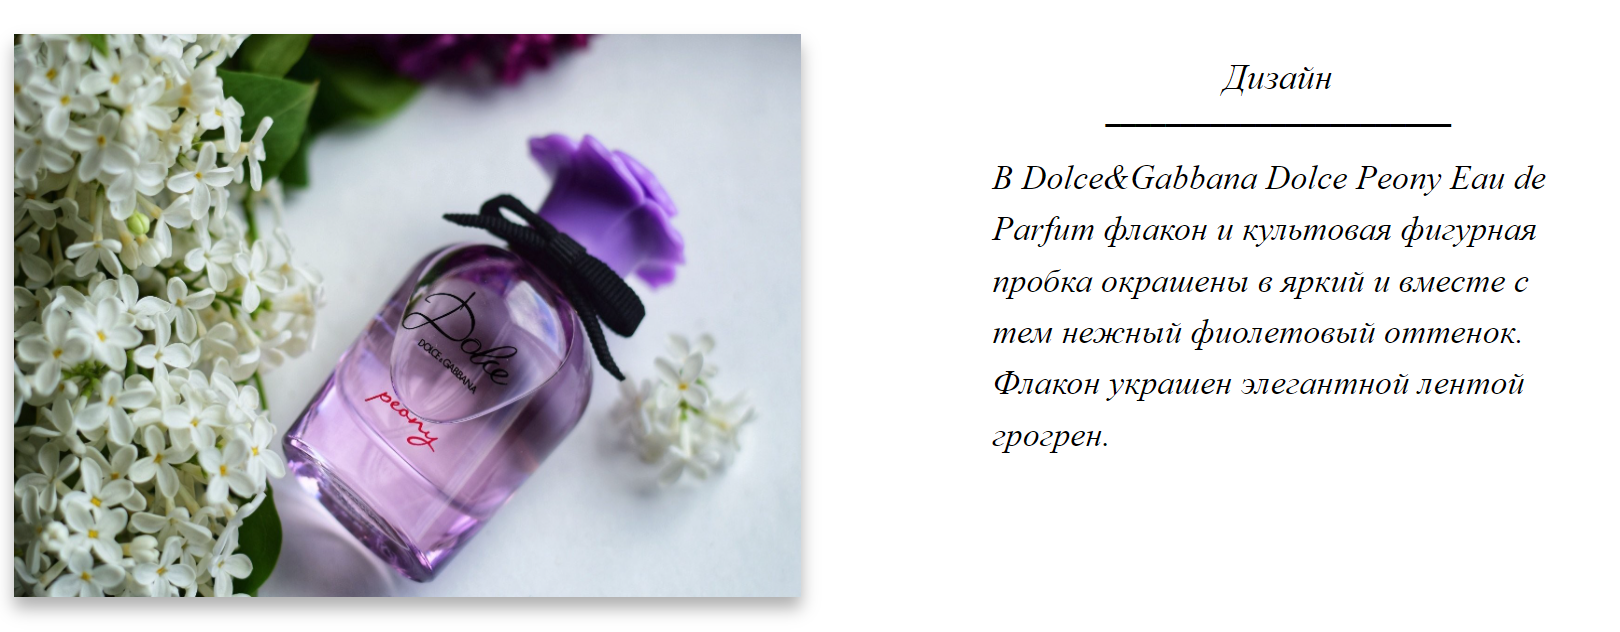 Dolce
DOLCE&GABBANA
peony
Дизайн
В Dolce&Gabbana Dolce Peony Eau de
Parfum флакон и культовая фигурная
пробка окрашены в яркий и вместе с
тем нежный фиолетовый оттенок.
Флакон украшен элегантной лентой
грогрен.